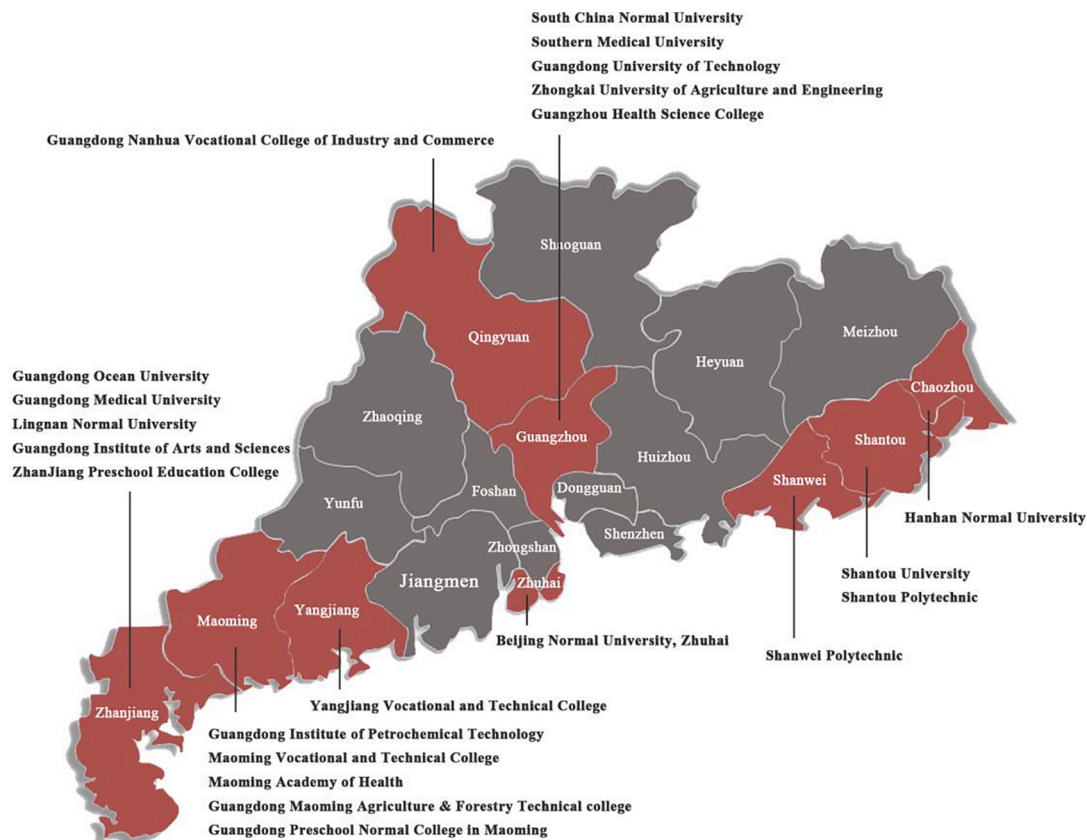 South China Normal University
Southern Medical University
Guangdong University of Technology
Zhongkai University of Agriculture and Engineering
Guangzhou Health Science College
Guangdong Nanhua Vocational College of Industry and Commerce
Shaoguan
Meizhou
Qingyuan
Heyuan
Guangdong Ocean University
Guangdong Medical University
Lingnan Normal University
Guangdong Institute of Arts and Sciences
ZhanJiang Preschool Education College
Chaozhou
Zhaoqing
Guangzhou
Shantou
Huizhou
Shanwei
Foshan
Dongguan
Yunfu
Hanhan Normal University
Shenzhen
Zhongshan
Jiangmen
Zhuhai
Shantou University
Shantou Polytechnic
Yangjiang
Maoming
Beijing Normal University, Zhuhai
Shanwei Polytechnic
Zhanjiang
Yangjiang Vocational and Technical College
Guangdong Institute of Petrochemical Technology
Maoming Vocational and Technical College
Maoming Academy of Health
Guangdong Maoming Agriculture & Forestry Technical college
Guangdong Preschool Normal College in Maoming